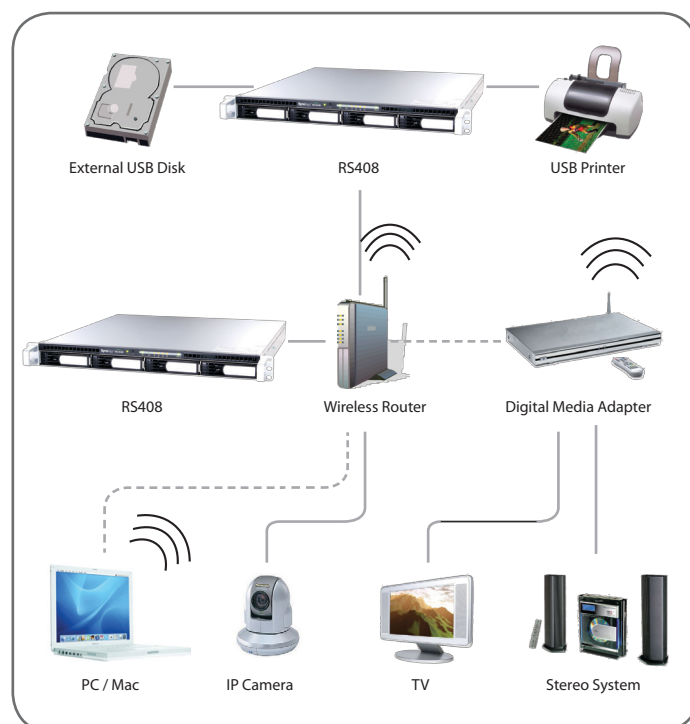 External USB Disk
RS408
USB Printer
RS408
Wireless Router
Digital Media Adapter
PC / Mac
IP Camera
TV
Stereo System